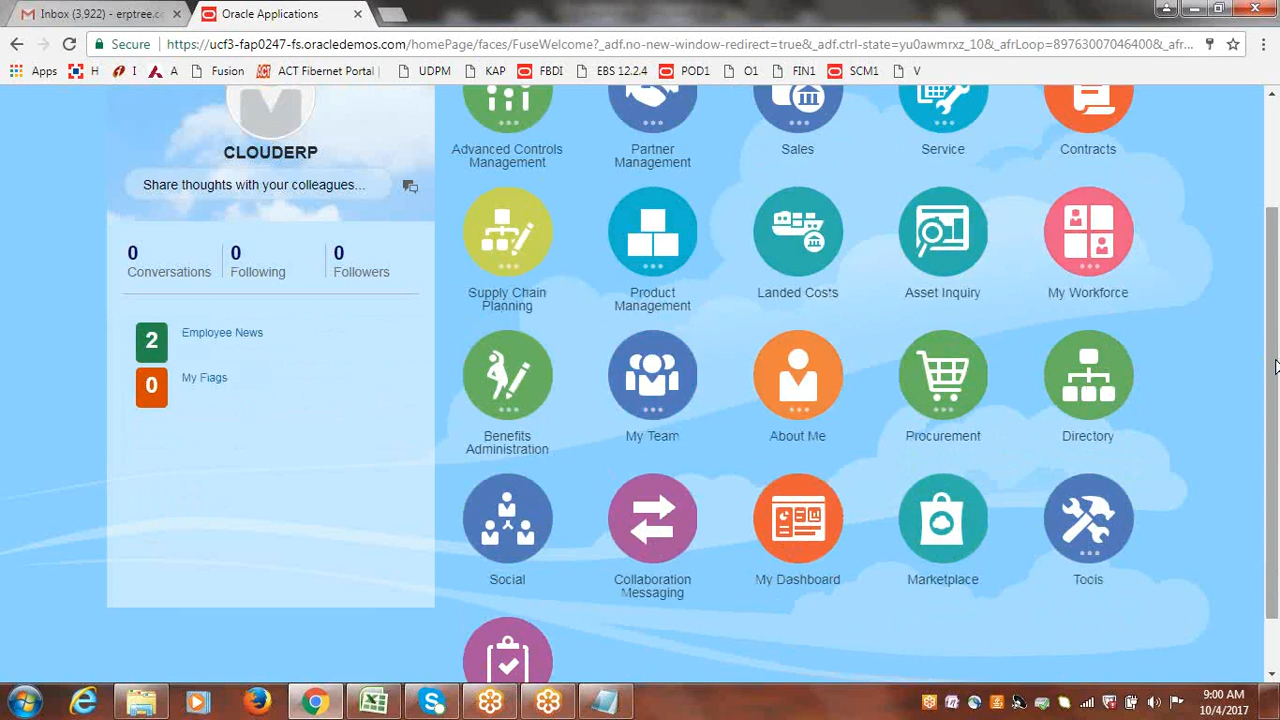 Inbox (3,922) - erptree.c
Oracle Applications
Secure
https://ucf3-fap0247-fs.oracledemos.com/homePage/faces/FuseWelcome?_adf.no-new-window-redirect=true&_adf.ctrl-state=yu0awmrxz_10&_afrLoop=89763007046400&_afr...
Apps
H
I
A
Fusion
ACT Fibernet Portal |
UDPM
KAP
FBDI
EBS 12.2.4
POD1
O1
FIN1
SCM1
V
Advanced Controls
Management
Partner
Management
Sales
Service
Contracts
CLOUDERP
Share thoughts with your colleagues...
0
Conversations
0
Following
0
Followers
2
Employee News
0
My Flags
Supply Chain
Planning
Product
Management
Landed Costs
Asset Inquiry
My Workforce
Benefits
Administration
My Team
About Me
Procurement
Directory
Social
Collaboration
Messaging
My Dashboard
Marketplace
Tools
9:00 AM
10/4/2017